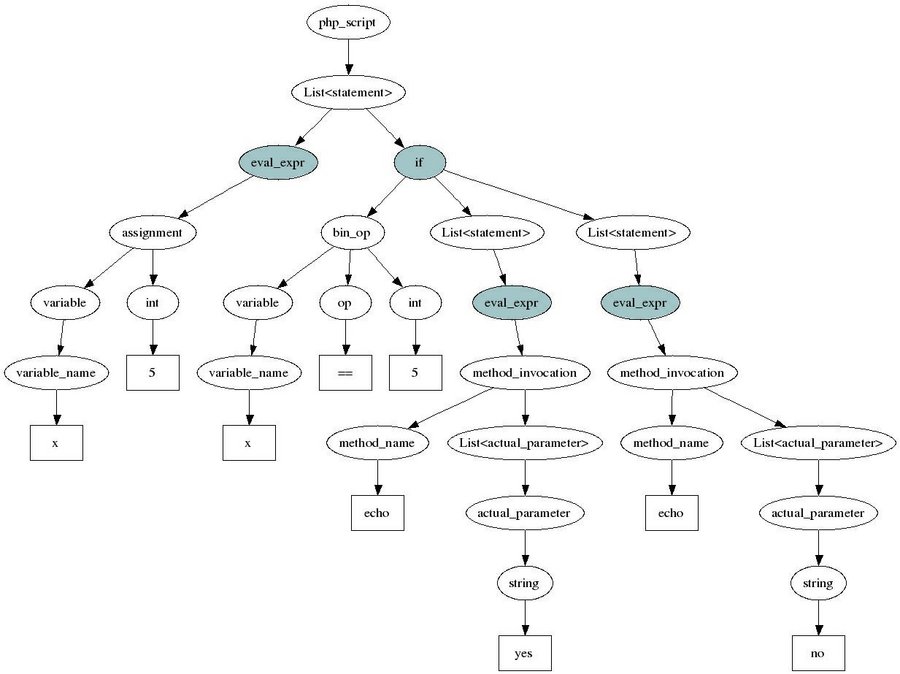 php_script
List<statement>
eval_expr if
assignment bin_op List<statement> List<statement>
variable int variable op int eval_expr eval_expr
variable_name 5 variable_name == 5 method_invocation method_invocation
x x method_name List<actual_parameter> method_name List<actual_parameter>
echo actual_parameter echo actual_parameter
string string
yes no